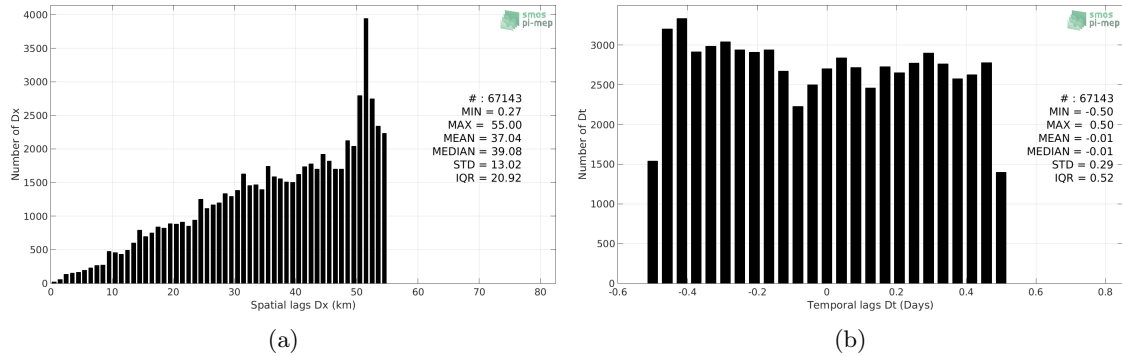 4000
3500
3000
2500
2000
1500
1000
500
0
Number of Dx
0 10 20 30 40 50 60 70 80
Spatial lags Dx (km)
smos
pi-mep
# : 67143
MIN = 0.27
MAX = 55.00
MEAN = 37.04
MEDIAN = 39.08
STD = 13.02
IQR = 20.92
(a)
3000
2500
2000
1500
1000
500
0
Number of Dt
-0.6 -0.4 -0.2 0 0.2 0.4 0.6 0.8
Temporal lags Dt (Days)
smos
pi-mep
# : 67143
MIN = -0.50
MAX = 0.50
MEAN = -0.01
MEDIAN = -0.01
STD = 0.29
IQR = 0.52
(b)